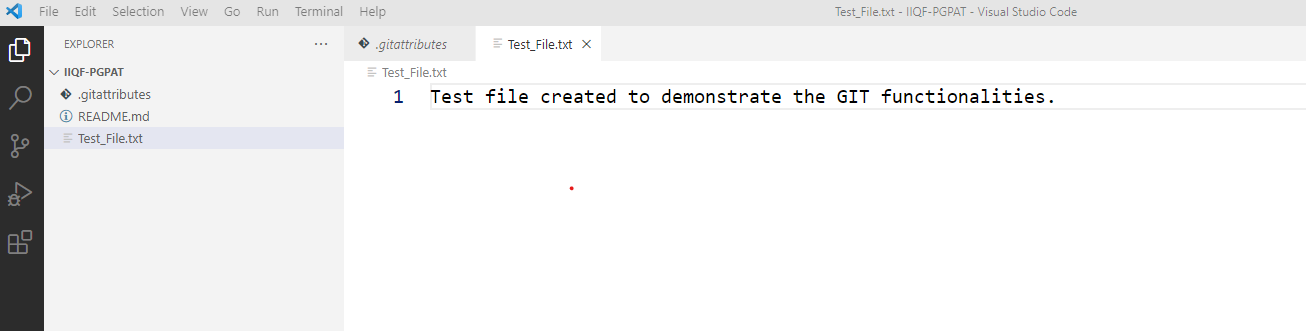 File Edit Selection View Go Run Terminal Help
Test_File.txt - IIQF-PGPAT - Visual Studio Code
EXPLORER
IIQF-PGPAT
.gitattributes
README.md
Test_File.txt
.gitattributes
Test_File.txt
Test_File.txt
1 Test file created to demonstrate the GIT functionalities.